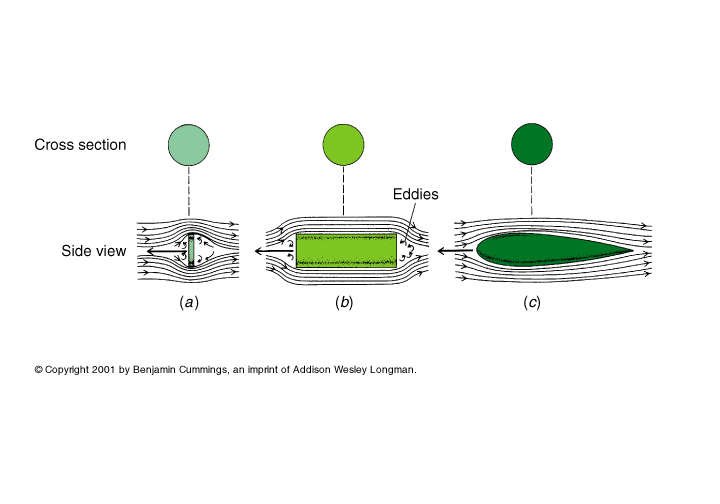 Cross section
Eddies
Side view
(a)
(b)
(c)
© Copyright 2001 by Benjamin Cummings, an imprint of Addison Wesley Longman.